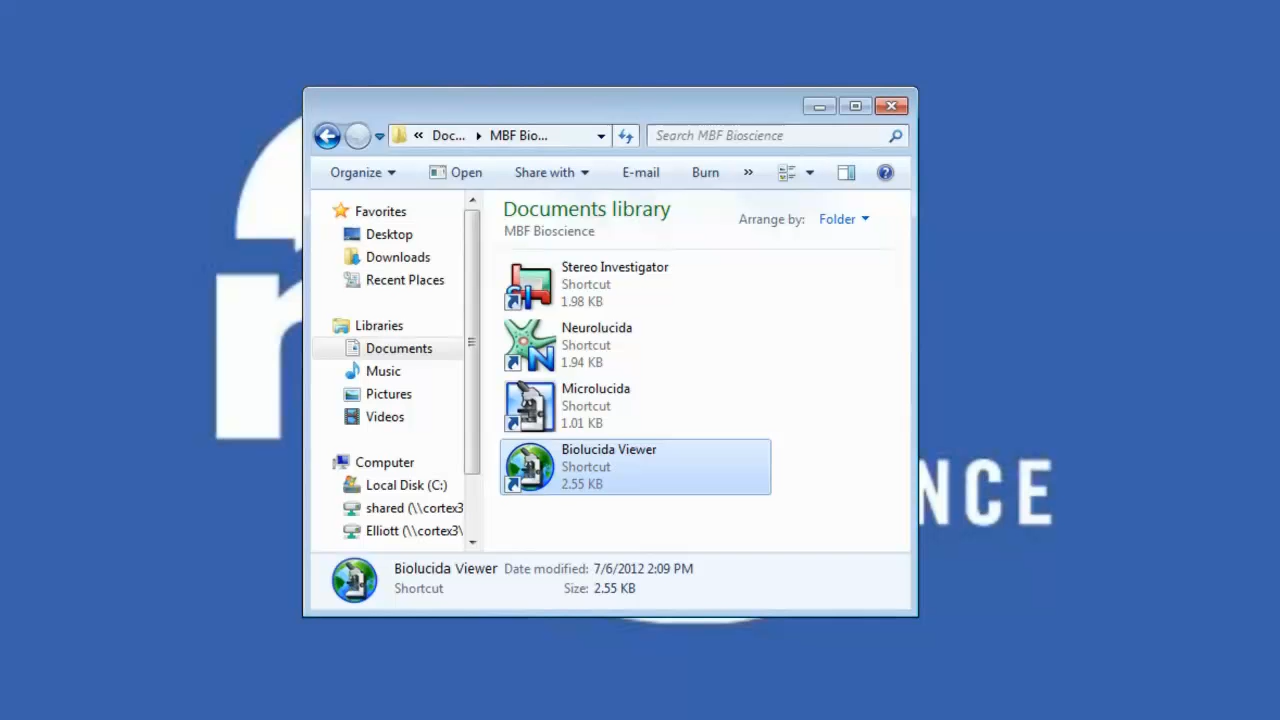 « Doc... ▸ MBF Bio...
Search MBF Bioscience
Organize
Open
Share with
E-mail
Burn
»
Favorites
Desktop
Downloads
Recent Places
Libraries
Documents
Music
Pictures
Videos
Computer
Local Disk (C:)
shared (\\cortex3
Elliott (\\cortex3\
Documents library
MBF Bioscience
Arrange by: Folder
Stereo Investigator
Shortcut
1.98 KB
Neurolucida
Shortcut
1.94 KB
Microlucida
Shortcut
1.01 KB
Biolucida Viewer
Shortcut
2.55 KB
Biolucida Viewer Date modified: 7/6/2012 2:09 PM
Shortcut Size: 2.55 KB
NCE